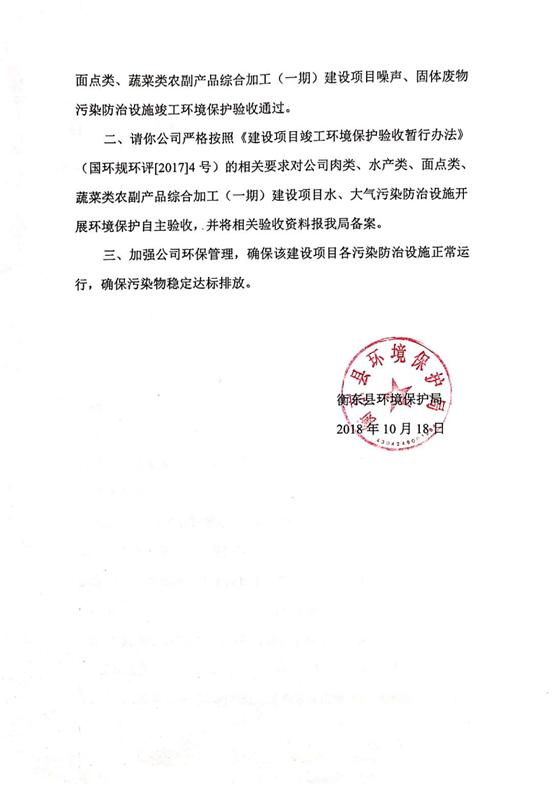 面点类、蔬菜类农副产品综合加工（一期）建设项目噪声、固体废物
污染防治设施竣工环境保护验收通过。
二、请你公司严格按照《建设项目竣工环境保护验收暂行办法》
（国环规环评[2017]4 号）的相关要求对公司肉类、水产类、面点类、
蔬菜类农副产品综合加工（一期）建设项目水、大气污染防治设施开
展环境保护自主验收，并将相关验收资料报我局备案。
三、加强公司环保管理，确保该建设项目各污染防治设施正常运
行，确保污染物稳定达标排放。
衡东县环境保护局
2018 年 10 月 18 日
县环境保护局